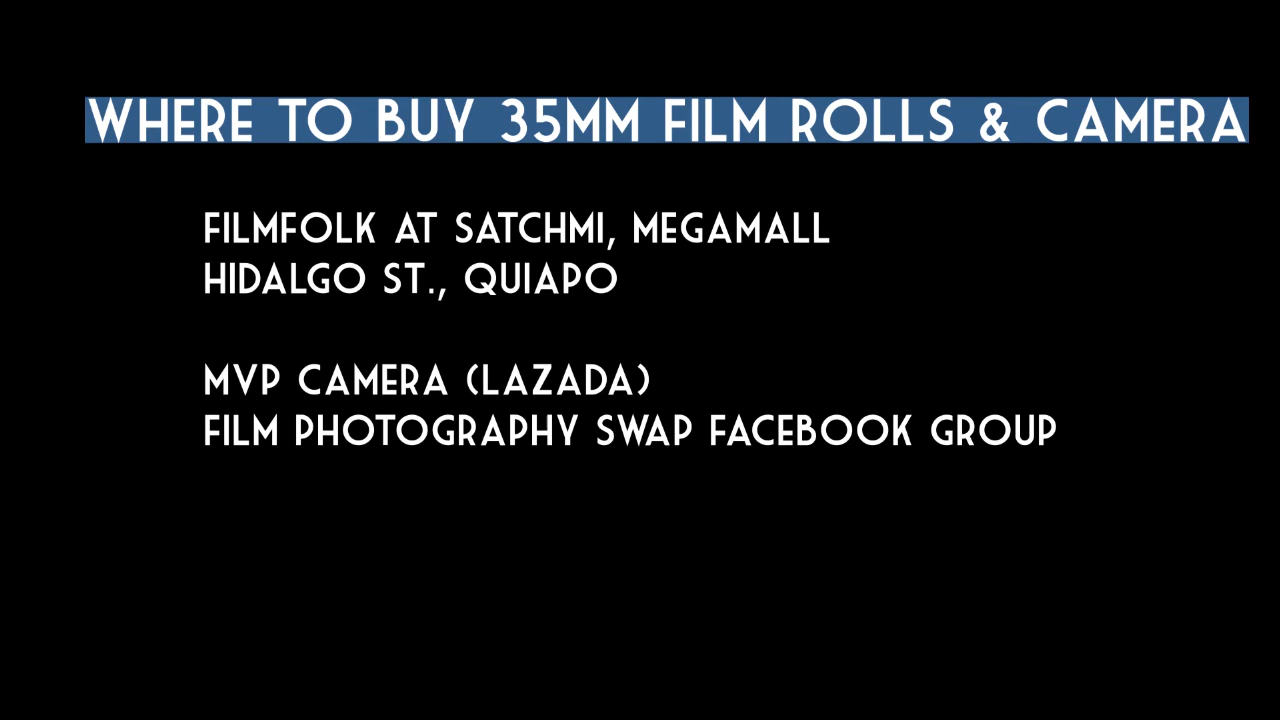 WHERE TO BUY 35MM FILM ROLLS & CAMERA
FILMFOLK AT SATCHMI, MEGAMALL
HIDALGO ST., QUIAPO
MVP CAMERA (LAZADA)
FILM PHOTOGRAPHY SWAP FACEBOOK GROUP